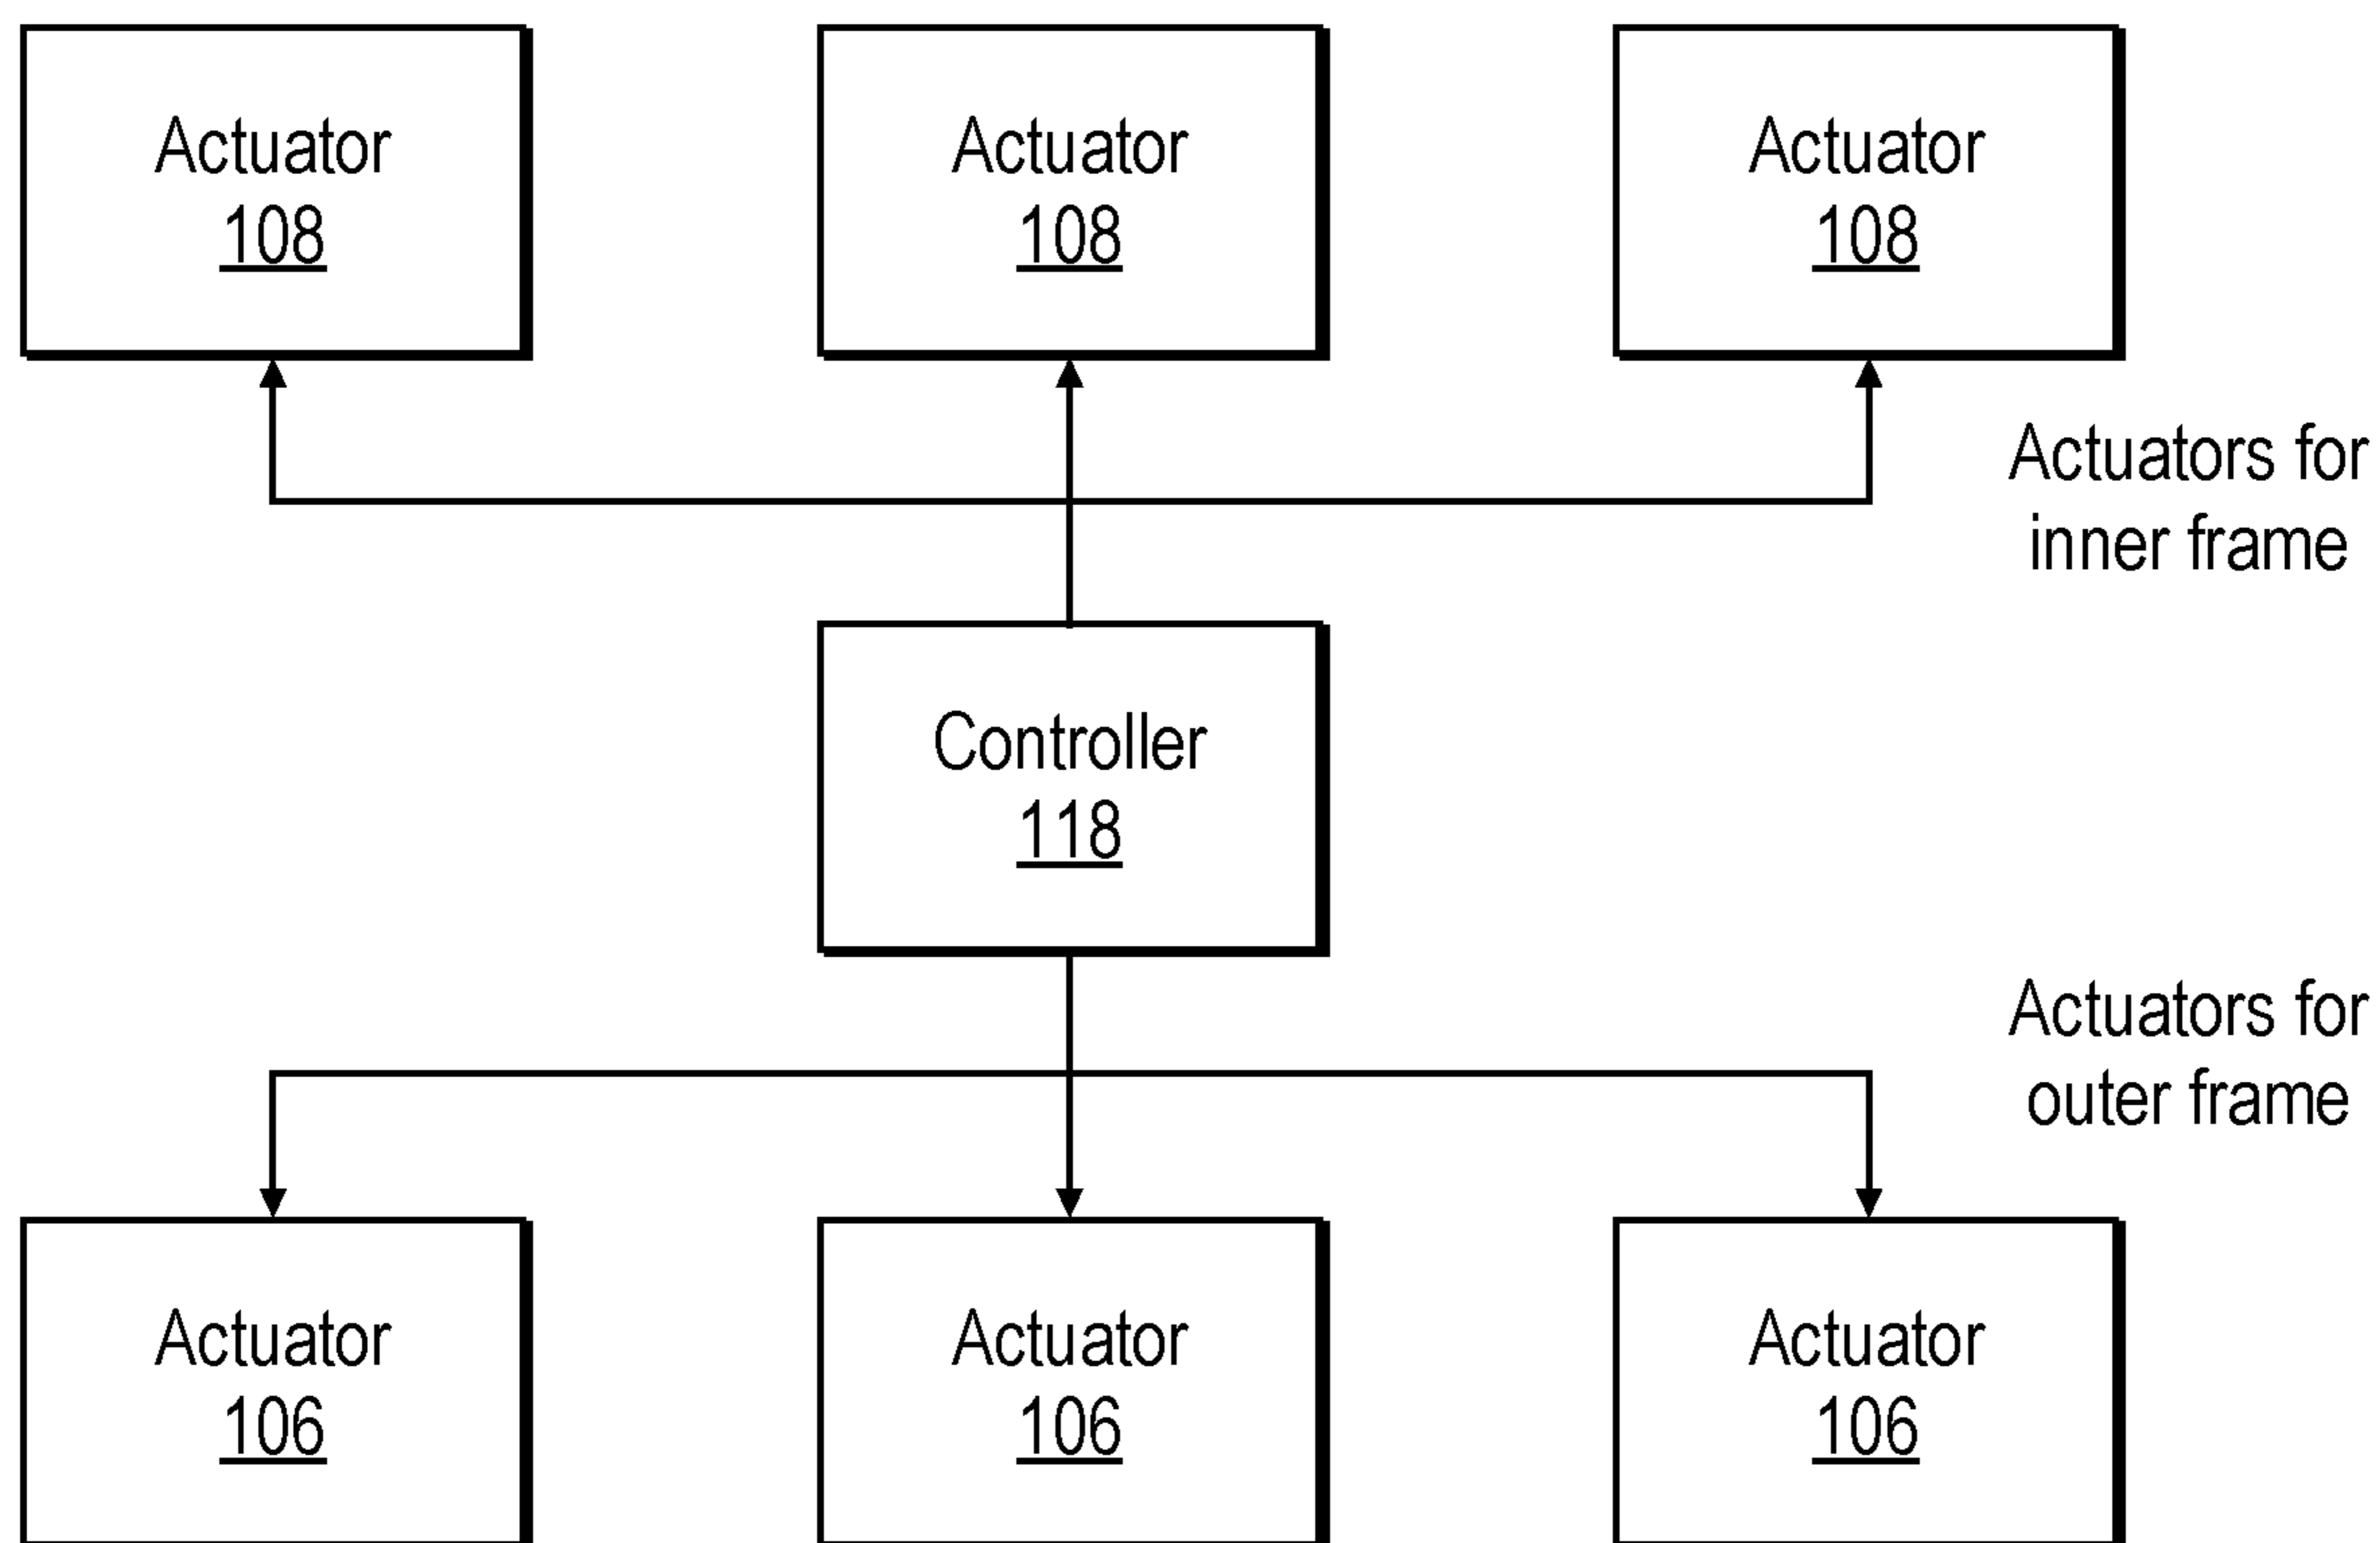 Actuator
108
Actuator
108
Actuator
108
Actuators for
inner frame
Controller
118
Actuators for
outer frame
Actuator
106
Actuator
106
Actuator
106